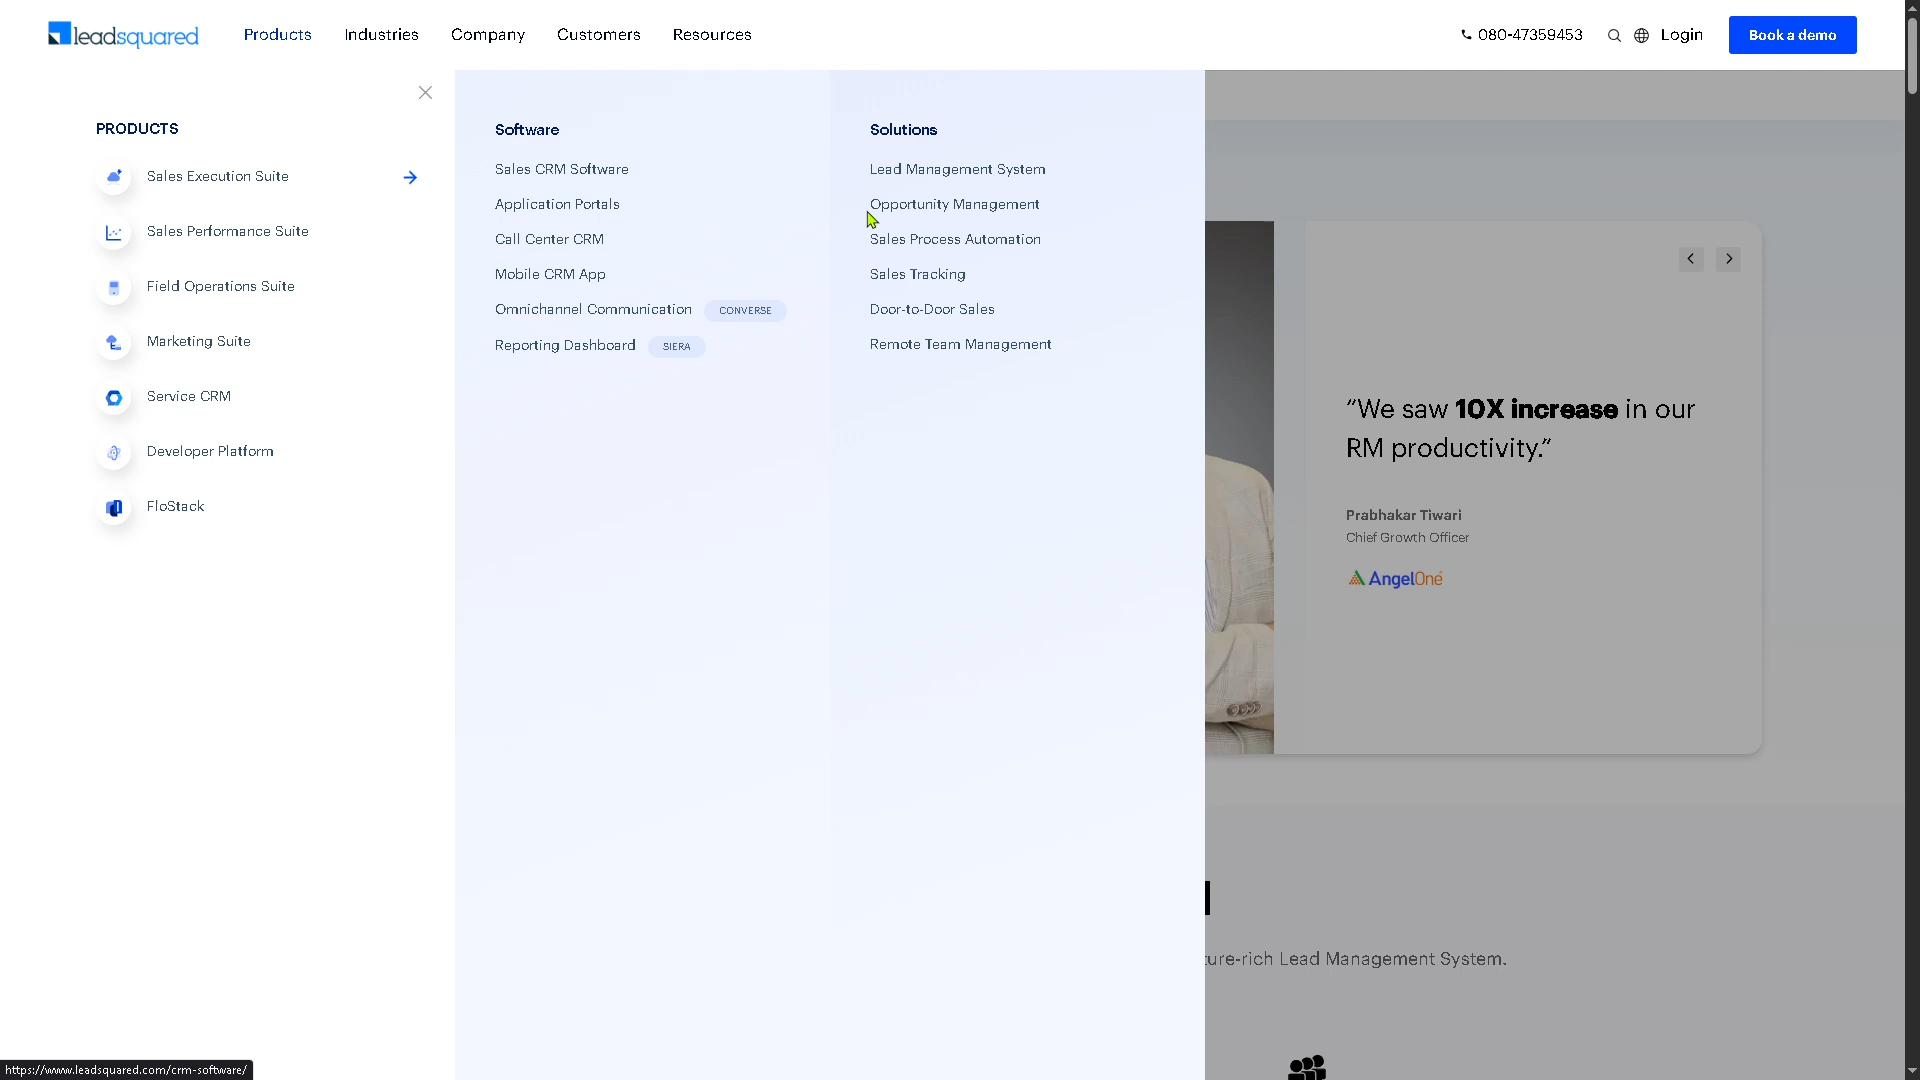 leadsquared
Products
Industries
Company
Customers
Resources
080-47359453
Login
Book a demo
PRODUCTS
Sales Execution Suite
Sales Performance Suite
Field Operations Suite
Marketing Suite
Service CRM
Developer Platform
FloStack
Software
Sales CRM Software
Application Portals
Call Center CRM
Mobile CRM App
Omnichannel Communication CONVERSE
Reporting Dashboard SIERA
Solutions
Lead Management System
Opportunity Management
Sales Process Automation
Sales Tracking
Door-to-Door Sales
Remote Team Management
“We saw 10X increase in our
RM productivity.”
Prabhakar Tiwari
Chief Growth Officer
AngelOne
ture-rich Lead Management System.
https://www.leadsquared.com/crm-software/